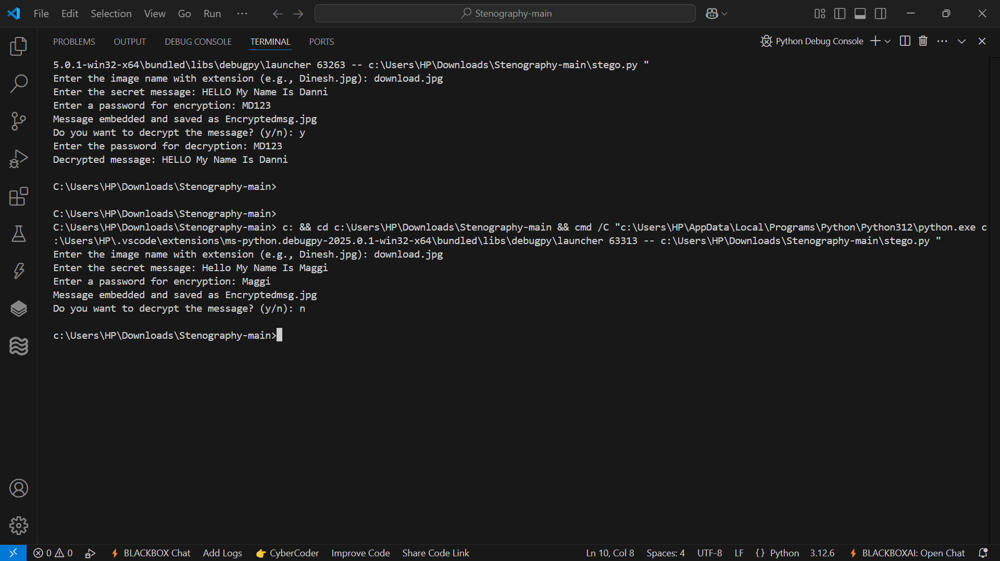 File Edit Selection View Go Run ... Stenography-main
PROBLEMS OUTPUT DEBUG CONSOLE TERMINAL PORTS Python Debug Console
5.0.1-win32-x64\bundled\libs\debugpy\launcher 63263 -- c:\Users\HP\Downloads\Stenography-main\stego.py "
Enter the image name with extension (e.g., Dinesh.jpg): download.jpg
Enter the secret message: HELLO My Name Is Danni
Enter a password for encryption: MD123
Message embedded and saved as Encryptedmsg.jpg
Do you want to decrypt the message? (y/n): y
Enter the password for decryption: MD123
Decrypted message: HELLO My Name Is Danni
C:\Users\HP\Downloads\Stenography-main>
C:\Users\HP\Downloads\Stenography-main>
C:\Users\HP\Downloads\Stenography-main> c: && cd c:\Users\HP\Downloads\Stenography-main && cmd /C "c:\Users\HP\AppData\Local\Programs\Python\Python312\python.exe c
:\Users\HP\.vscode\extensions\ms-python.debugpy-2025.0.1-win32-x64\bundled\libs\debugpy\launcher 63313 -- c:\Users\HP\Downloads\Stenography-main\stego.py "
Enter the image name with extension (e.g., Dinesh.jpg): download.jpg
Enter the secret message: Hello My Name Is Maggi
Enter a password for encryption: Maggi
Message embedded and saved as Encryptedmsg.jpg
Do you want to decrypt the message? (y/n): n
c:\Users\HP\Downloads\Stenography-main>
0 0 BLACKBOX Chat Add Logs CyberCoder Improve Code Share Code Link Ln 10, Col 8 Spaces: 4 UTF-8 LF {} Python 3.12.6 BLACKBOXAI: Open Chat